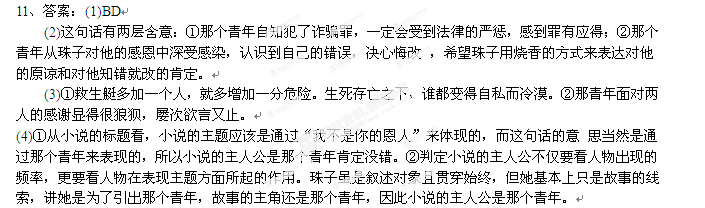 11、答案：(1)BD
(2)这句话有两层含意：①那个青年自知犯了诈骗罪，一定会受到法律的严惩，感到罪有应得；②那个
青年从珠子对他的感恩中深受感染，认识到自己的错误，决心悔改 ，希望珠子用烧香的方式来表达对他
的原谅和对他知错就改的肯定。
(3)①救生艇多加一个人，就多增加一分危险。生死存亡之下，谁都变得自私而冷漠。②那青年面对两
人的感谢显得很狼狈，屡次欲言又止。
(4)①从小说的标题看，小说的主题应该是通过“我不是你的恩人”来体现的，而这句话的意 思当然是通
过那个青年来表现的，所以小说的主人公是那个青年肯定没错。②判定小说的主人公不仅要看人物出现的
频率，更要看人物在表现主题方面所起的作用。珠子虽是叙述对象且贯穿始终，但她基本上只是故事的线
索，讲她是为了引出那个青年，故事的主角还是那个青年，因此小说的主人公是那个青年。